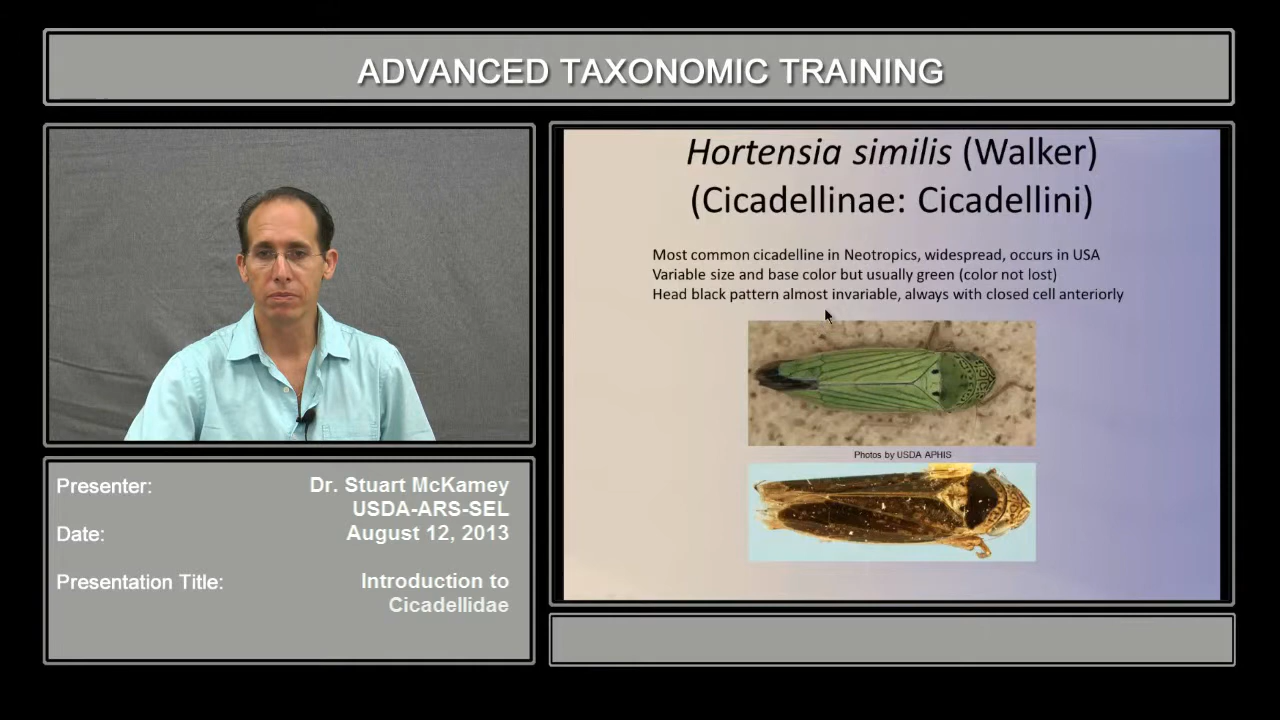 ADVANCED TAXONOMIC TRAINING
Presenter: Dr. Stuart McKamey
USDA-ARS-SEL
Date: August 12, 2013
Presentation Title: Introduction to
Cicadellidae
Hortensia similis (Walker)
(Cicadellinae: Cicadellini)
Most common cicadelline in Neotropics, widespread, occurs in USA
Variable size and base color but usually green (color not lost)
Head black pattern almost invariable, always with closed cell anteriorly
Photos by USDA APHIS